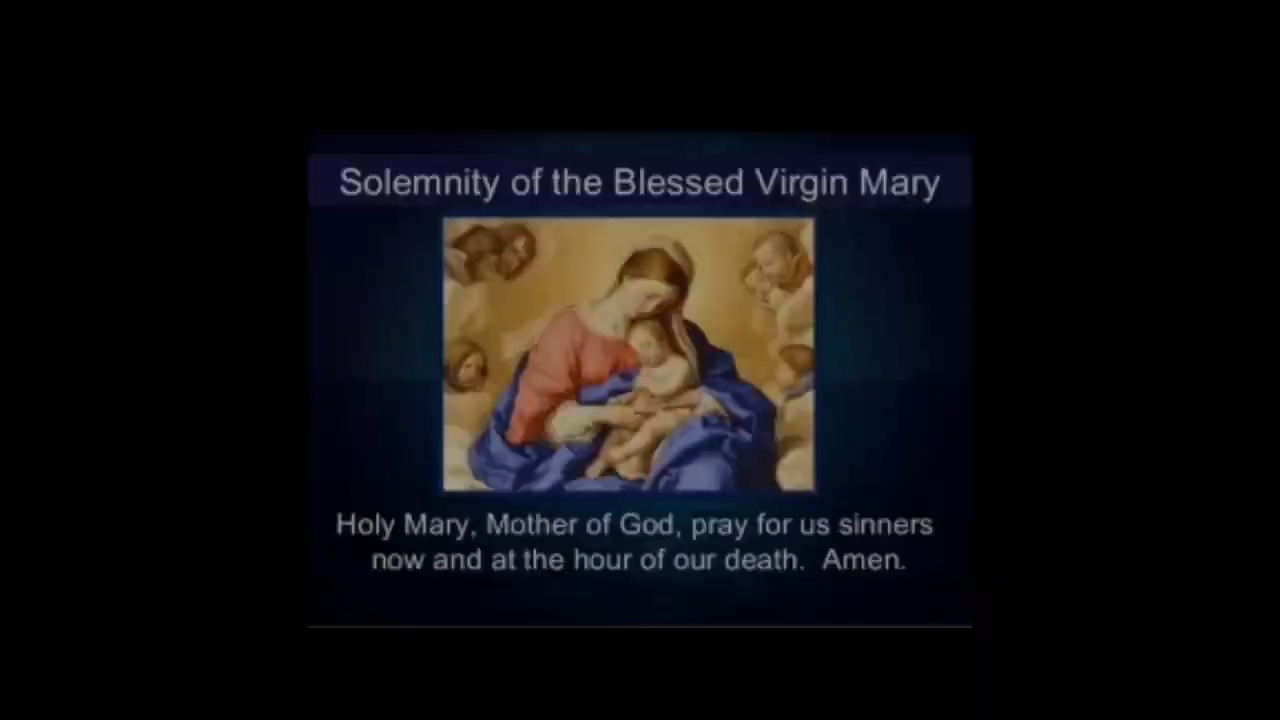 Solemnity of the Blessed Virgin Mary
Holy Mary, Mother of God, pray for us sinners
now and at the hour of our death.  Amen.